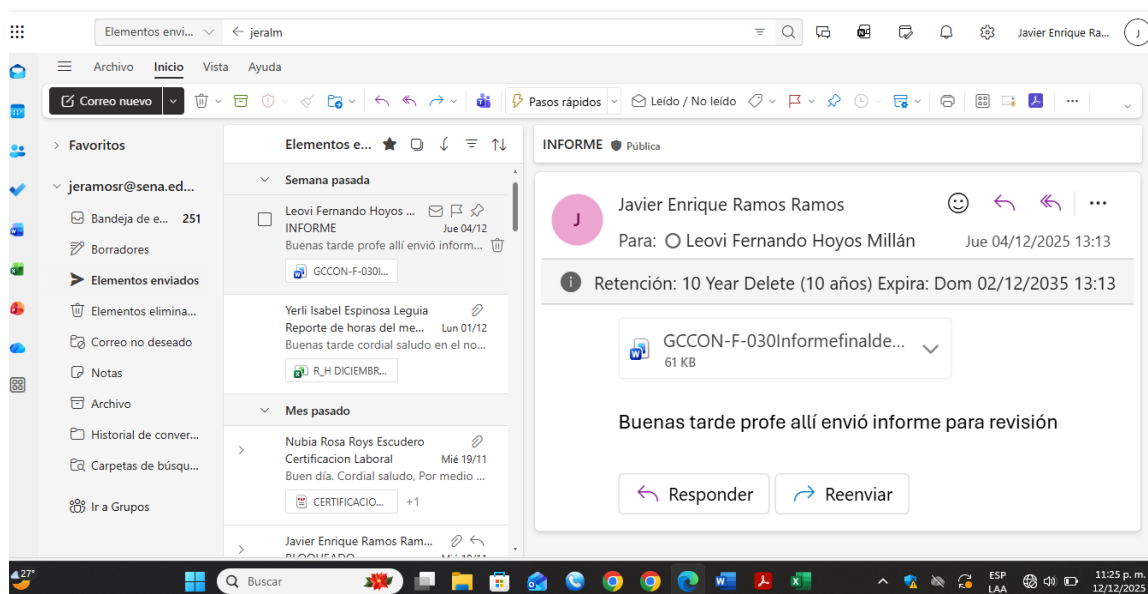 Elementos envi...
jeralm
Javier Enrique Ra...
J
Archivo
Inicio
Vista
Ayuda
Correo nuevo
Pasos rápidos
Leído / No leído
Favoritos
jeramosr@sena.ed...
Bandeja de e... 251
Borradores
Elementos enviados
Elementos elimina...
Correo no deseado
Notas
Archivo
Historial de conver...
Carpetas de búsqu...
Ir a Grupos
Elementos e...
Semana pasada
Leovi Fernando Hoyos ...
INFORME Jue 04/12
Buenas tarde profe allí envió inform...
GCCON-F-030I...
Yerli Isabel Espinosa Leguia
Reporte de horas del me... Lun 01/12
Buenas tarde cordial saludo en el no...
R_H DICIEMBR...
Mes pasado
Nubia Rosa Roys Escudero
Certificacion Laboral Mié 19/11
Buen día. Cordial saludo, Por medio ...
CERTIFICACIO... +1
Javier Enrique Ramos Ram...
BLOQUEADO Mié 19/11
INFORME Pública
J
Javier Enrique Ramos Ramos
Para: Leovi Fernando Hoyos Millán Jue 04/12/2025 13:13
Retención: 10 Year Delete (10 años) Expira: Dom 02/12/2035 13:13
GCCON-F-030Informefinalde...
61 KB
Buenas tarde profe allí envió informe para revisión
Responder
Reenviar
27°
Buscar
ESP
LAA
11:25 p. m.
12/12/2025